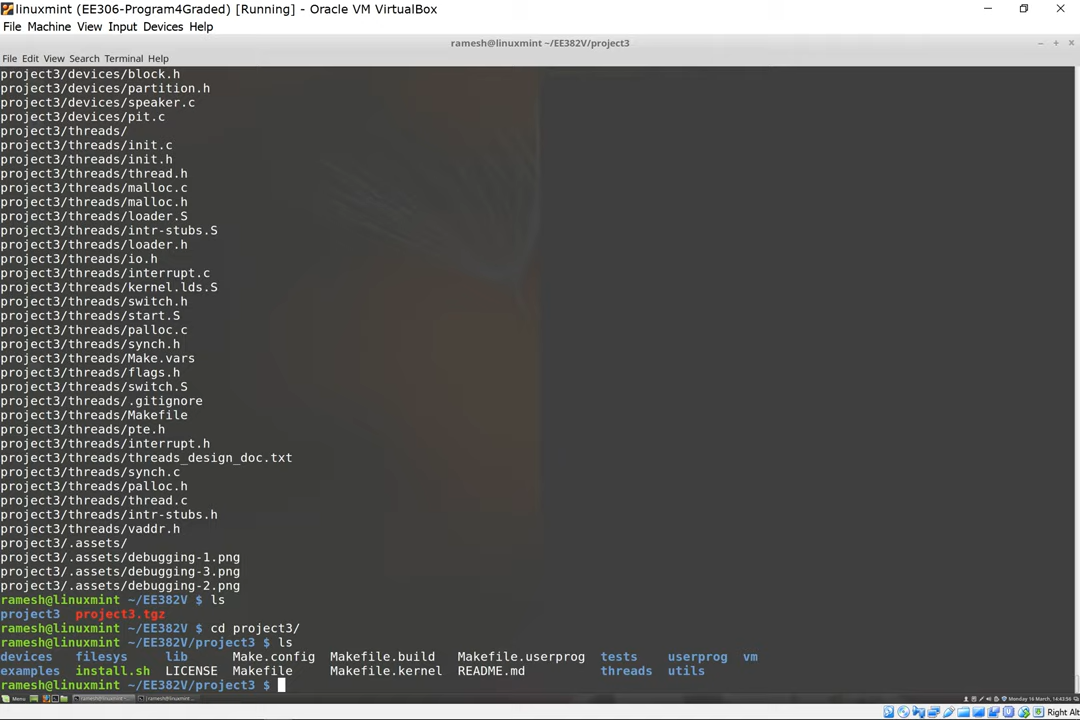 linuxmint (EE306-Program4Graded) [Running] - Oracle VM VirtualBox
File Machine View Input Devices Help
ramesh@linuxmint ~/EE382V/project3
File Edit View Search Terminal Help
project3/devices/block.h
project3/devices/partition.h
project3/devices/speaker.c
project3/devices/pit.c
project3/threads/
project3/threads/init.c
project3/threads/init.h
project3/threads/thread.h
project3/threads/malloc.c
project3/threads/malloc.h
project3/threads/loader.S
project3/threads/intr-stubs.S
project3/threads/loader.h
project3/threads/io.h
project3/threads/interrupt.c
project3/threads/kernel.lds.S
project3/threads/switch.h
project3/threads/start.S
project3/threads/palloc.c
project3/threads/synch.h
project3/threads/Make.vars
project3/threads/flags.h
project3/threads/switch.S
project3/threads/.gitignore
project3/threads/Makefile
project3/threads/pte.h
project3/threads/interrupt.h
project3/threads/threads_design_doc.txt
project3/threads/synch.c
project3/threads/palloc.h
project3/threads/thread.c
project3/threads/intr-stubs.h
project3/threads/vaddr.h
project3/.assets/
project3/.assets/debugging-1.png
project3/.assets/debugging-3.png
project3/.assets/debugging-2.png
ramesh@linuxmint ~/EE382V $ ls
project3 project3.tgz
ramesh@linuxmint ~/EE382V $ cd project3/
ramesh@linuxmint ~/EE382V/project3 $ ls
devices filesys lib Make.config Makefile.build Makefile.userprog tests userprog vm
examples install.sh LICENSE Makefile Makefile.kernel README.md threads utils
ramesh@linuxmint ~/EE382V/project3 $
Menu
Monday 16 March, 14:43:56
Right Alt